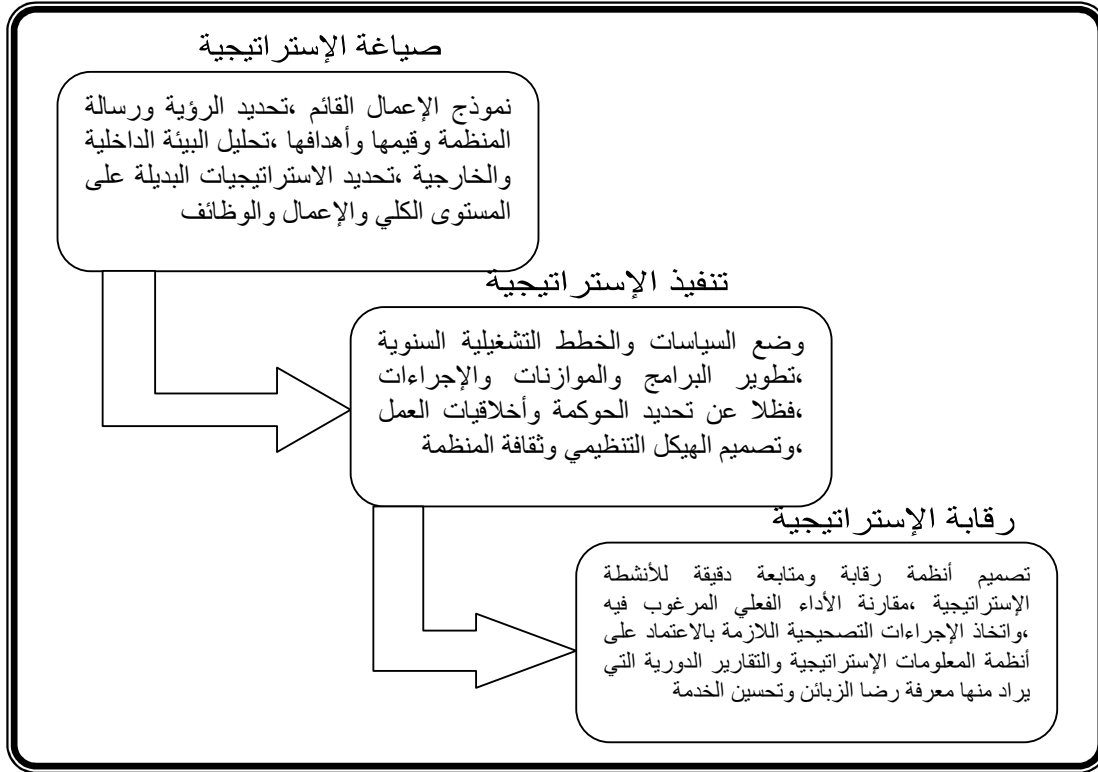 صياغة الإستراتيجية
نموذج الإعمال القائم ،تحديد الرؤية ورسالة
المنظمة وقيمها وأهدافها ،تحليل البيئة الداخلية
والخارجية ،تحديد الاستراتيجيات البديلة على
المستوى الكلي والإعمال والوظائف
تنفيذ الإستراتيجية
وضع السياسات والخطط التشغيلية السنوية
،تطوير البرامج والموازنات والإجراءات
،فظلا عن تحديد الحوكمة وأخلاقيات العمل
،وتصميم الهيكل التنظيمي وثقافة المنظمة
رقابة الإستراتيجية
تصميم أنظمة رقابة ومتابعة دقيقة للأنشطة
الإستراتيجية ،مقارنة الأداء الفعلي المرغوب فيه
،واتخاذ الإجراءات التصحيحية اللازمة بالاعتماد على
أنظمة المعلومات الإستراتيجية والتقارير الدورية التي
يراد منها معرفة رضا الزبائن وتحسين الخدمة